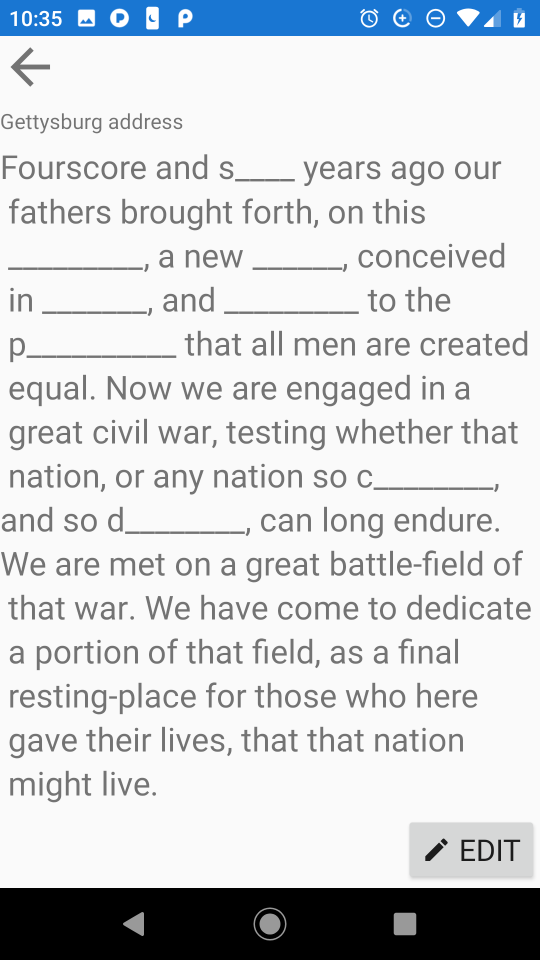 10:35
Gettysburg address
Fourscore and s____ years ago our
fathers brought forth, on this
_________, a new ______, conceived
in _______, and _________ to the
p__________ that all men are created
equal. Now we are engaged in a
great civil war, testing whether that
nation, or any nation so c________,
and so d________, can long endure.
We are met on a great battle-field of
that war. We have come to dedicate
a portion of that field, as a final
resting-place for those who here
gave their lives, that that nation
might live.
EDIT